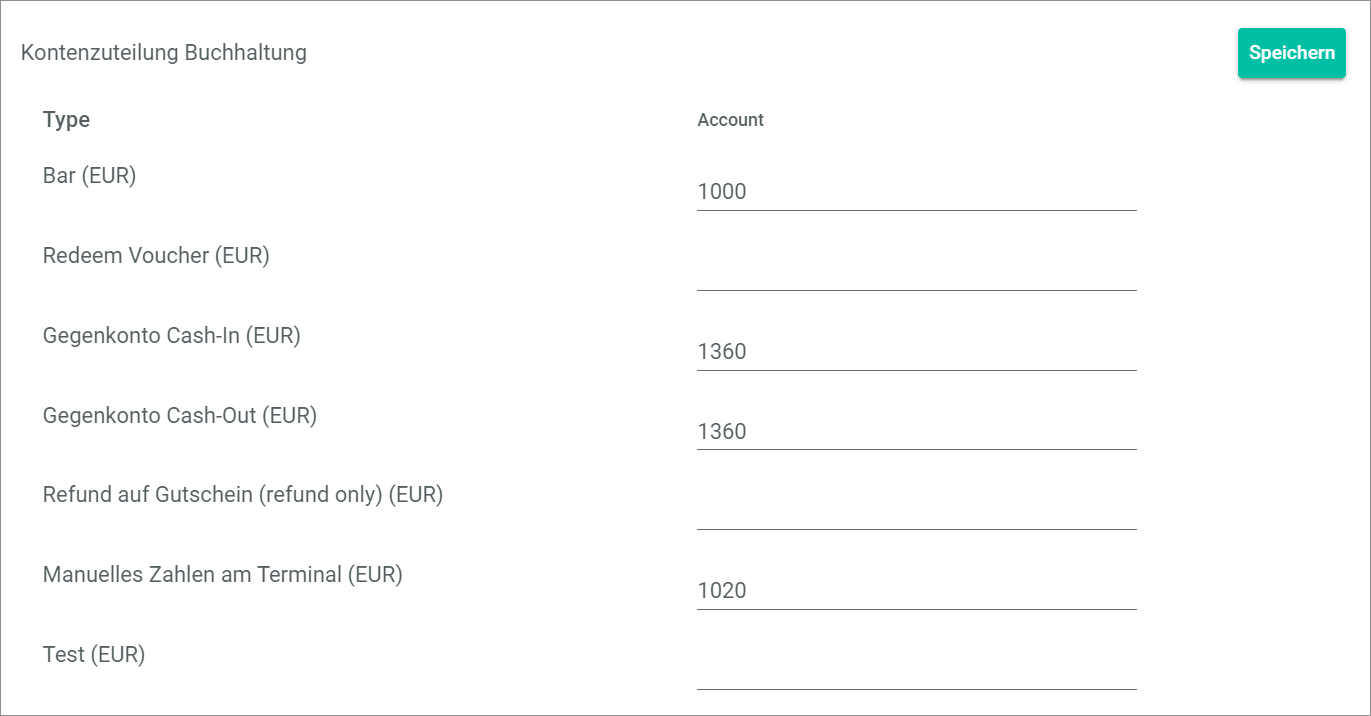 Kontenzuteilung Buchhaltung
Speichern
Type
Account
Bar (EUR)
1000
Redeem Voucher (EUR)
Gegenkonto Cash-In (EUR)
1360
Gegenkonto Cash-Out (EUR)
1360
Refund auf Gutschein (refund only) (EUR)
Manuelles Zahlen am Terminal (EUR)
1020
Test (EUR)